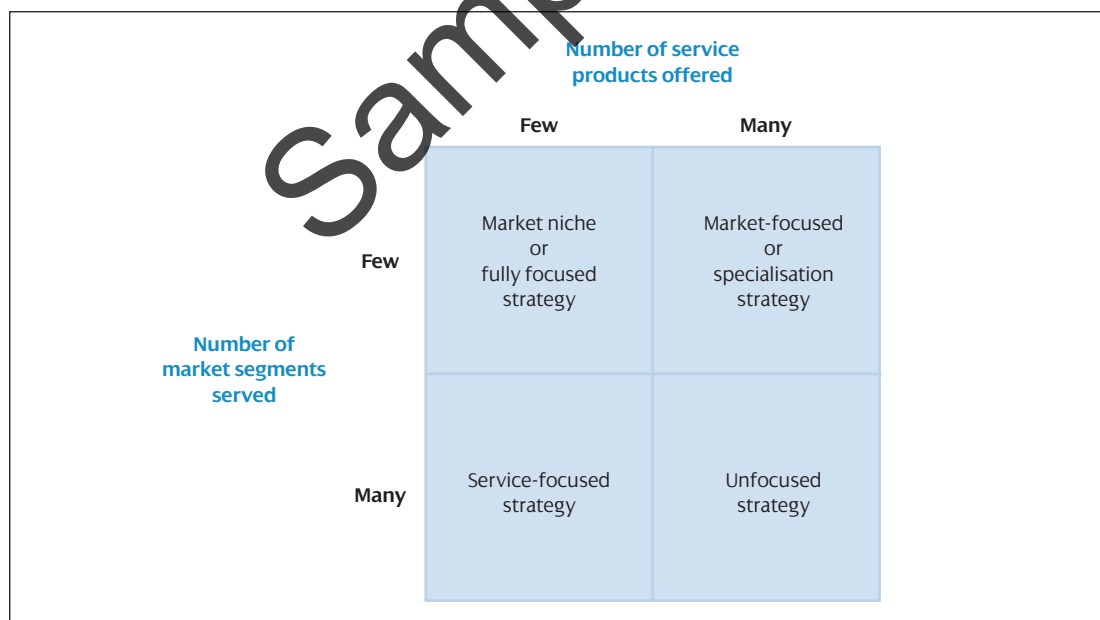 Number of service
products offered
Few
Many
Market niche
or
fully focused
strategy
Market-focused
or
specialisation
strategy
Few
Number of
market segments
served
Service-focused
strategy
Unfocused
strategy
Many